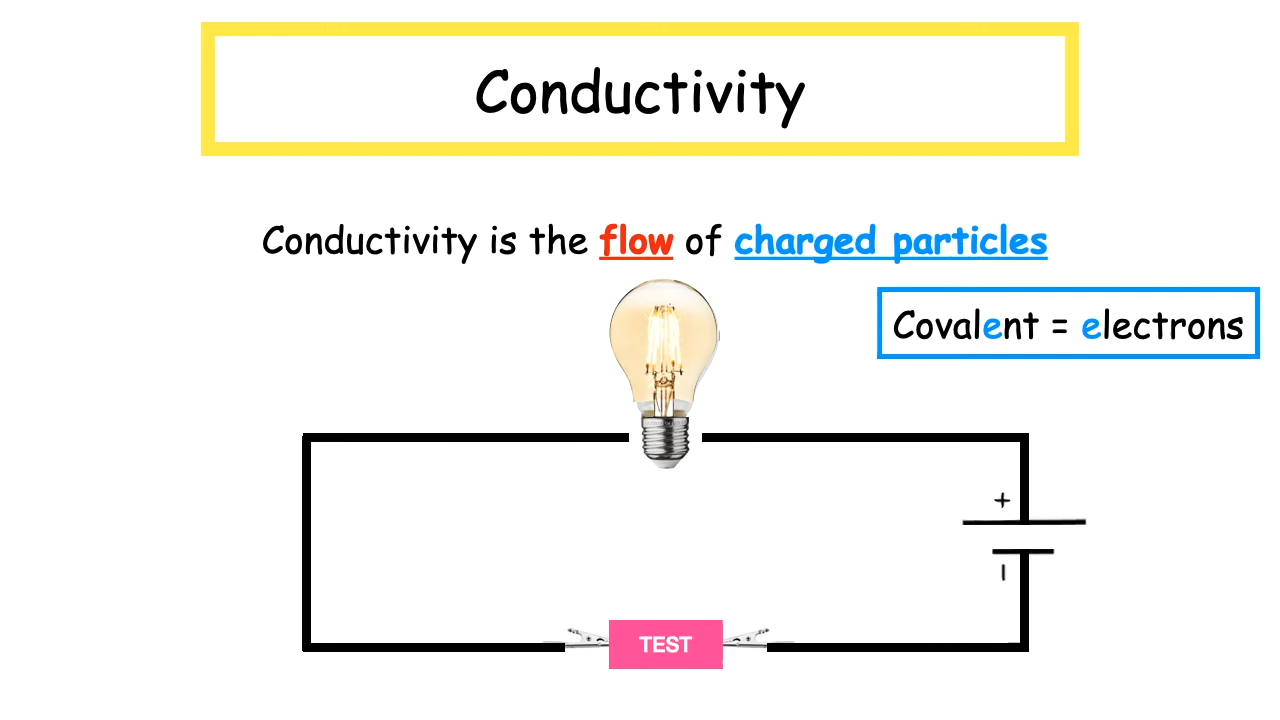 Conductivity
Conductivity is the flow of charged particles
Covalent = electrons
+
−
TEST